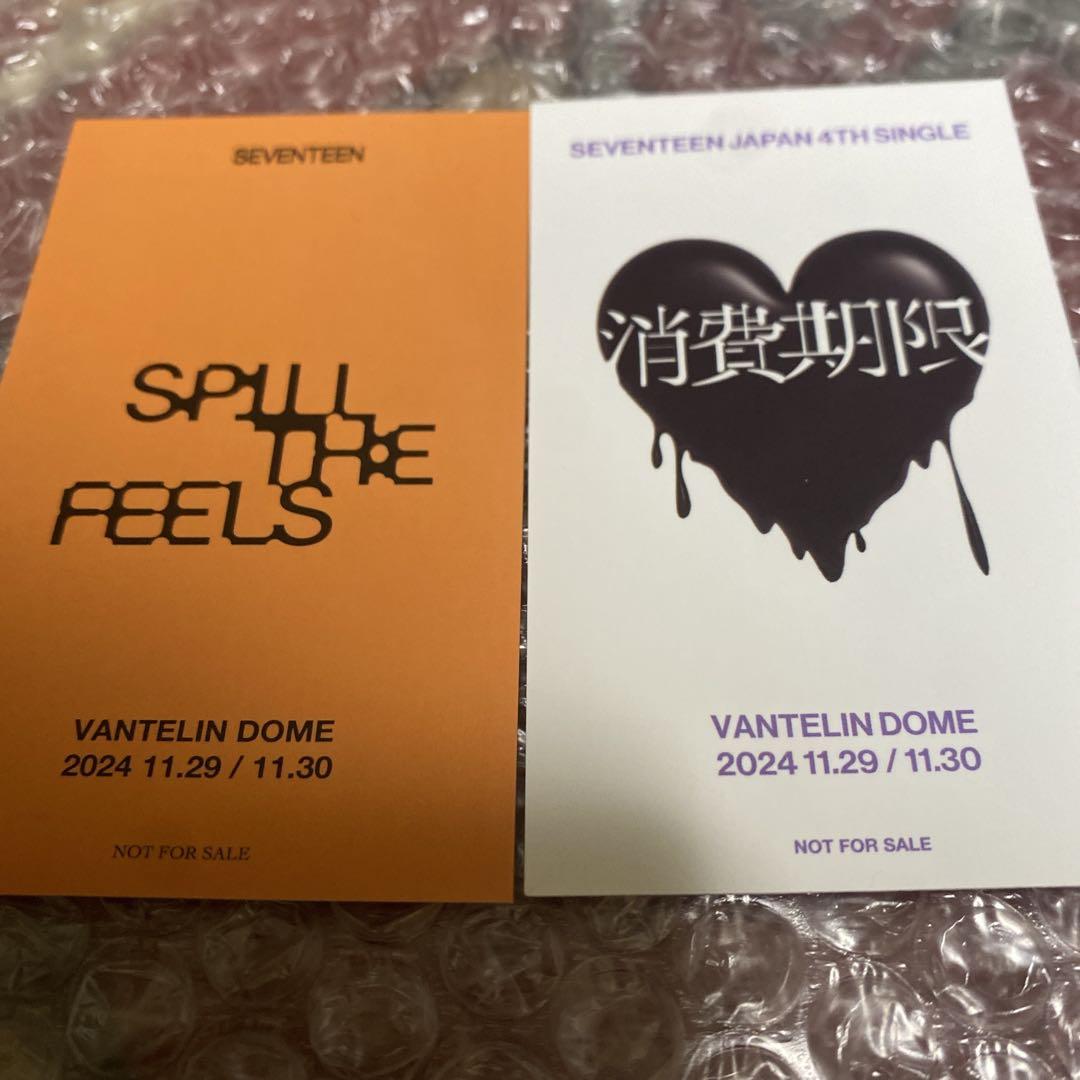 SEVENTEEN
SPILL
THE
FEELS
VANTELIN DOME
2024 11.29 / 11.30
NOT FOR SALE
SEVENTEEN JAPAN 4TH SINGLE
消費期限
VANTELIN DOME
2024 11.29 / 11.30
NOT FOR SALE